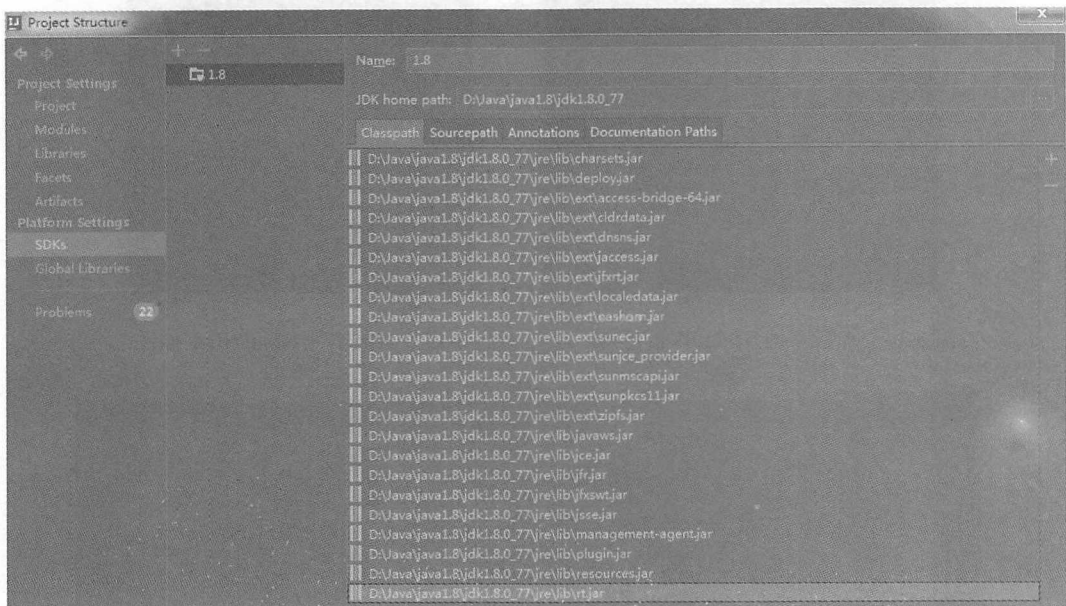 Project Structure
Project Settings
Project
Modules
Libraries
Facets
Artifacts
Platform Settings
SDKs
Global Libraries
Problems 22
1.8
Name: 1.8
JDK home path: D:\Java\java1.8\jdk1.8.0_77
Classpath Sourcepath Annotations Documentation Paths
D:\Java\java1.8\jdk1.8.0_77\jre\lib\charsets.jar
D:\Java\java1.8\jdk1.8.0_77\jre\lib\deploy.jar
D:\Java\java1.8\jdk1.8.0_77\jre\lib\ext\access-bridge-64.jar
D:\Java\java1.8\jdk1.8.0_77\jre\lib\ext\cldrdata.jar
D:\Java\java1.8\jdk1.8.0_77\jre\lib\ext\dnsns.jar
D:\Java\java1.8\jdk1.8.0_77\jre\lib\ext\jaccess.jar
D:\Java\java1.8\jdk1.8.0_77\jre\lib\ext\jfxrt.jar
D:\Java\java1.8\jdk1.8.0_77\jre\lib\ext\localedata.jar
D:\Java\java1.8\jdk1.8.0_77\jre\lib\ext\nashorn.jar
D:\Java\java1.8\jdk1.8.0_77\jre\lib\ext\sunec.jar
D:\Java\java1.8\jdk1.8.0_77\jre\lib\ext\sunjce_provider.jar
D:\Java\java1.8\jdk1.8.0_77\jre\lib\ext\sunmscapi.jar
D:\Java\java1.8\jdk1.8.0_77\jre\lib\ext\sunpkcs11.jar
D:\Java\java1.8\jdk1.8.0_77\jre\lib\ext\zipfs.jar
D:\Java\java1.8\jdk1.8.0_77\jre\lib\javaws.jar
D:\Java\java1.8\jdk1.8.0_77\jre\lib\jce.jar
D:\Java\java1.8\jdk1.8.0_77\jre\lib\jfr.jar
D:\Java\java1.8\jdk1.8.0_77\jre\lib\jfxswt.jar
D:\Java\java1.8\jdk1.8.0_77\jre\lib\jsse.jar
D:\Java\java1.8\jdk1.8.0_77\jre\lib\management-agent.jar
D:\Java\java1.8\jdk1.8.0_77\jre\lib\plugin.jar
D:\Java\java1.8\jdk1.8.0_77\jre\lib\resources.jar
D:\Java\java1.8\jdk1.8.0_77\jre\lib\rt.jar